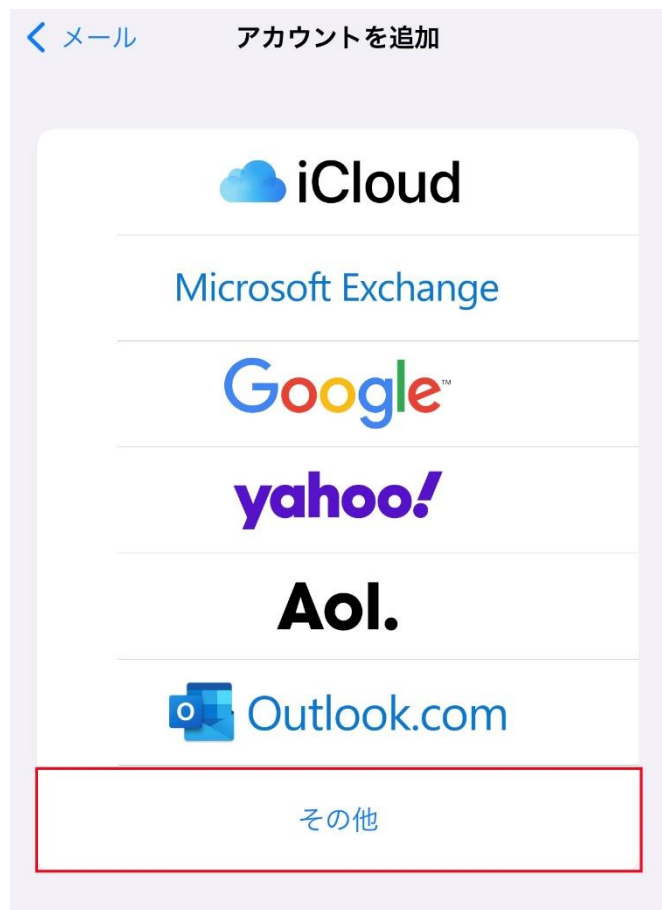 メール アカウントを追加
iCloud
Microsoft Exchange
Google™
yahoo!
Aol.
Outlook.com
その他